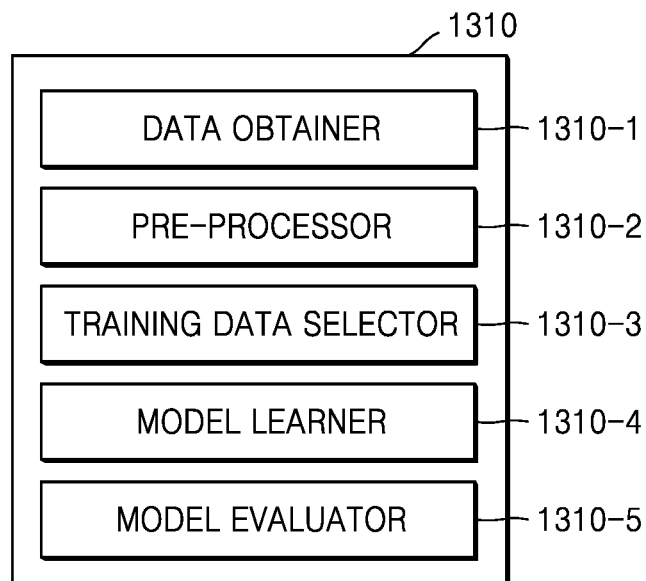 1310
DATA OBTAINER 1310-1
PRE-PROCESSOR 1310-2
TRAINING DATA SELECTOR 1310-3
MODEL LEARNER 1310-4
MODEL EVALUATOR 1310-5